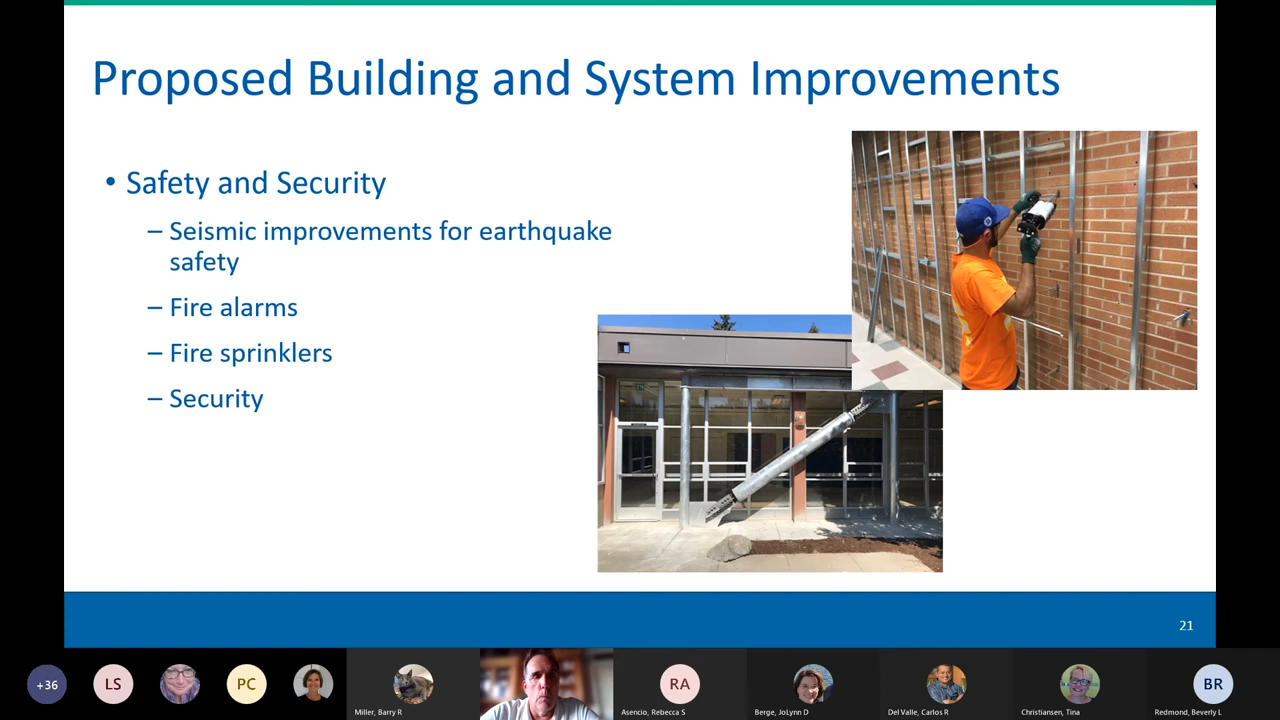 Proposed Building and System Improvements
• Safety and Security
– Seismic improvements for earthquake
safety
– Fire alarms
– Fire sprinklers
– Security
21
+36
LS
PC
Miller, Barry R
RA
Asencio, Rebecca S
Berge, JoLynn D
Del Valle, Carlos R
Christiansen, Tina
BR
Redmond, Beverly L